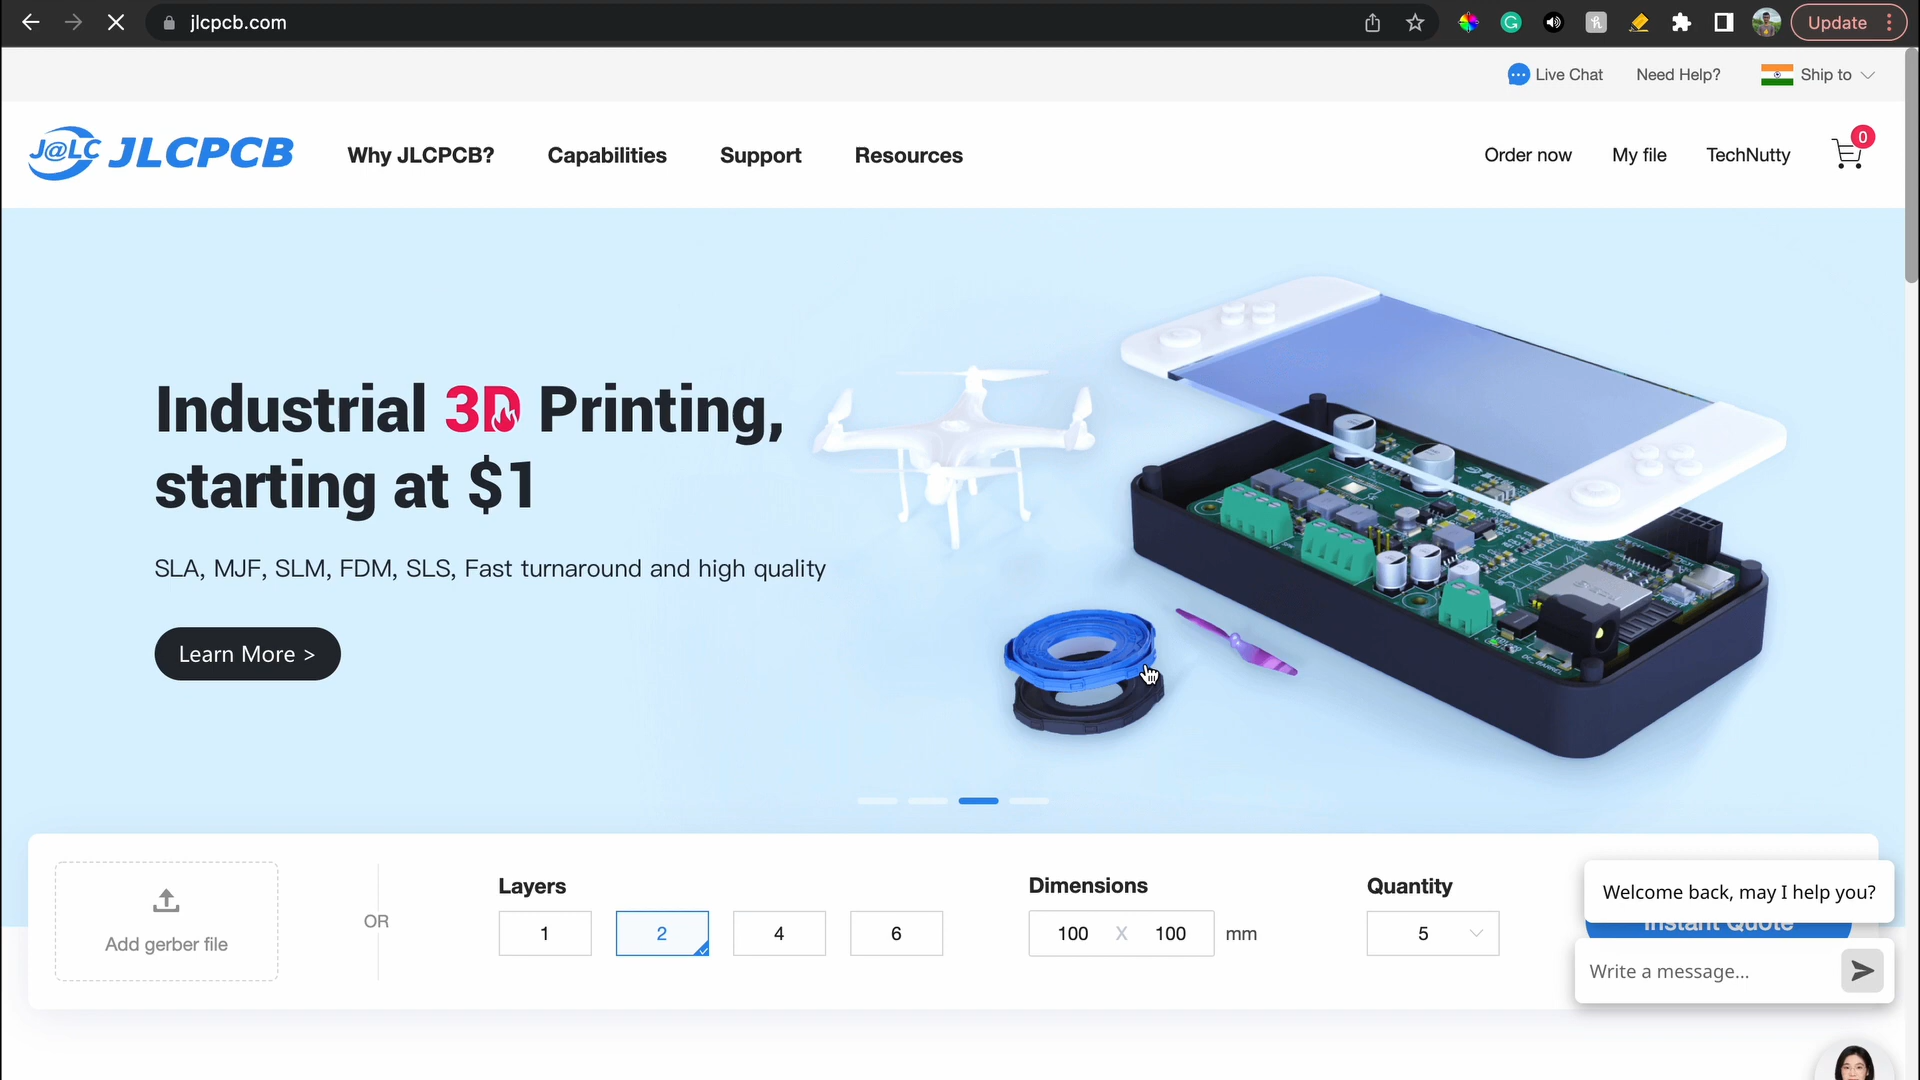 jlcpcb.com
Update
Live Chat
Need Help?
Ship to
J@LC JLCPCB
Why JLCPCB?
Capabilities
Support
Resources
Order now
My file
TechNutty
0
Industrial 3D Printing,
starting at $1
SLA, MJF, SLM, FDM, SLS, Fast turnaround and high quality
Learn More >
Add gerber file
OR
Layers
1
2
4
6
Dimensions
100 X 100 mm
Quantity
5
Welcome back, may I help you?
Instant Quote
Write a message...